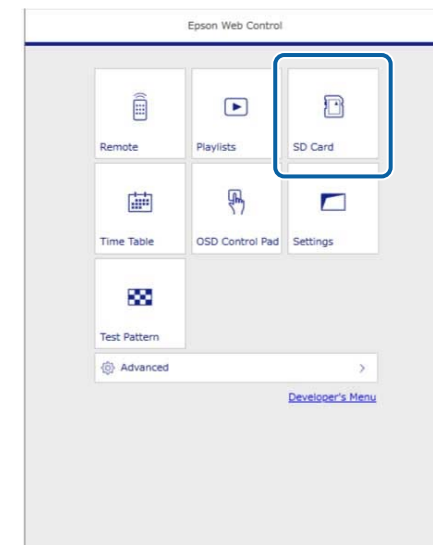 Epson Web Control
Remote
Playlists
SD Card
Time Table
OSD Control Pad
Settings
Test Pattern
Advanced
Developer's Menu